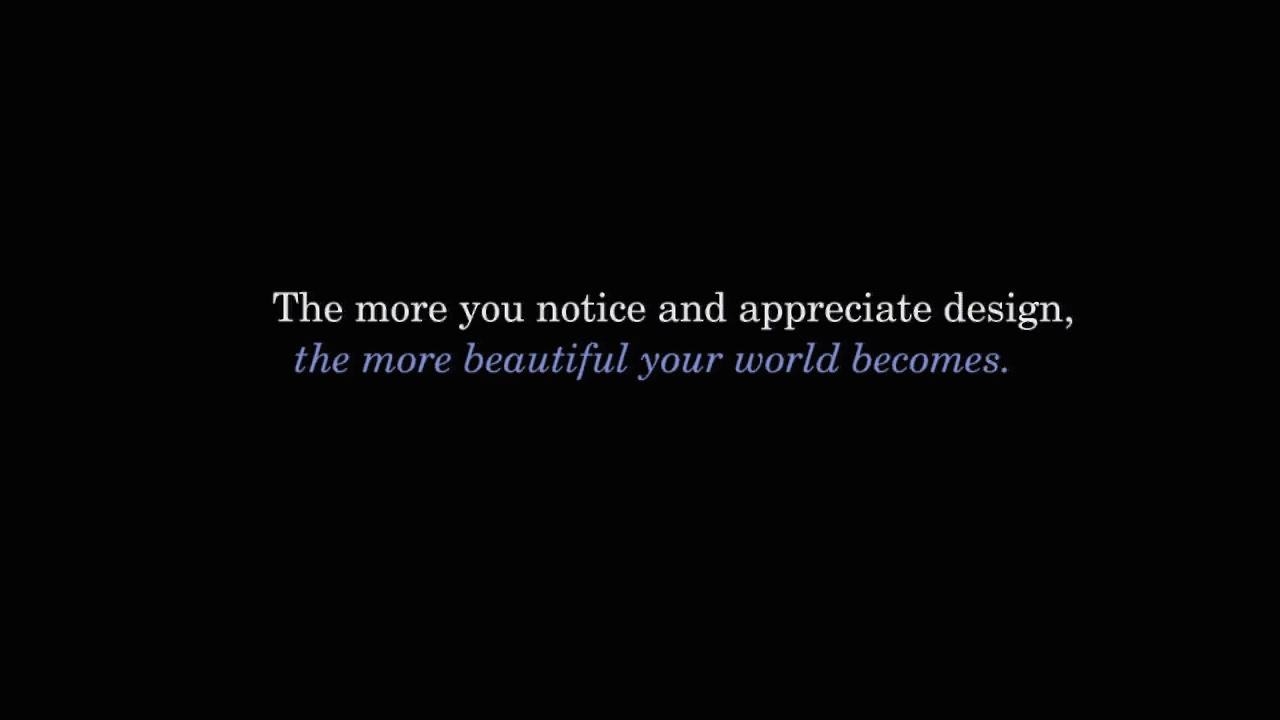 The more you notice and appreciate design,
the more beautiful your world becomes.